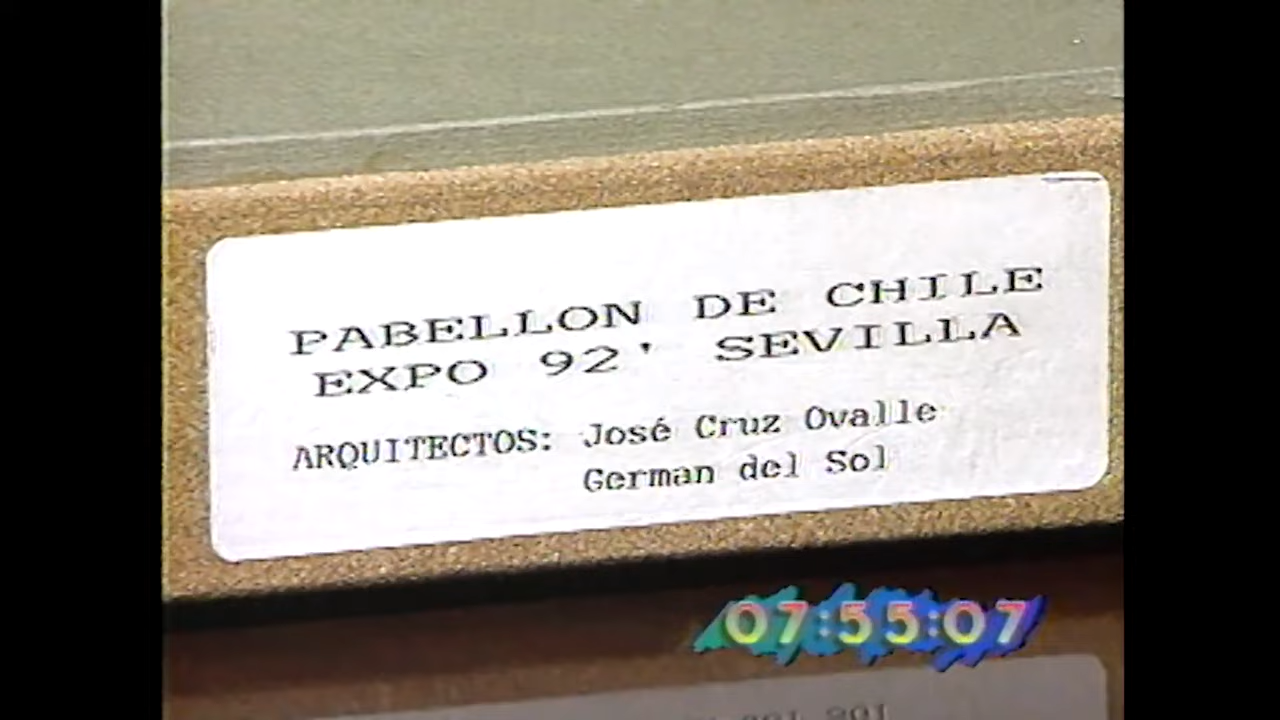 PABELLON DE CHILE
EXPO 92' SEVILLA
ARQUITECTOS: José Cruz Ovalle
German del Sol
07:55:07